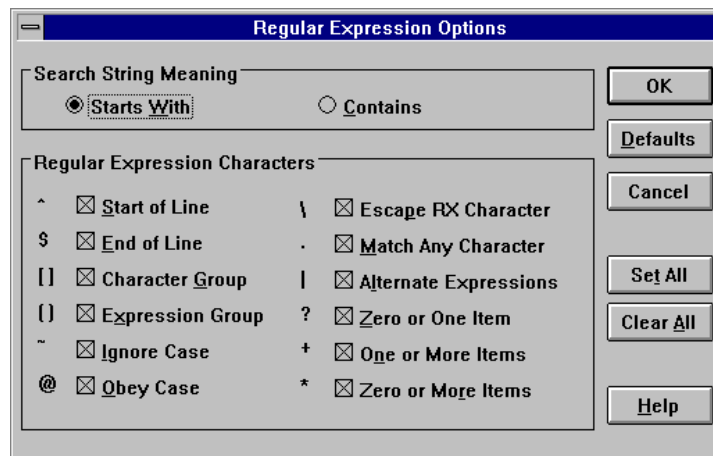 Regular Expression Options
Search String Meaning
Starts With Contains
OK
Defaults
Cancel
Regular Expression Characters
^ Start of Line \ Escape RX Character
$ End of Line . Match Any Character
[ ] Character Group | Alternate Expressions
( ) Expression Group ? Zero or One Item
~ Ignore Case + One or More Items
@ Obey Case * Zero or More Items
Set All
Clear All
Help